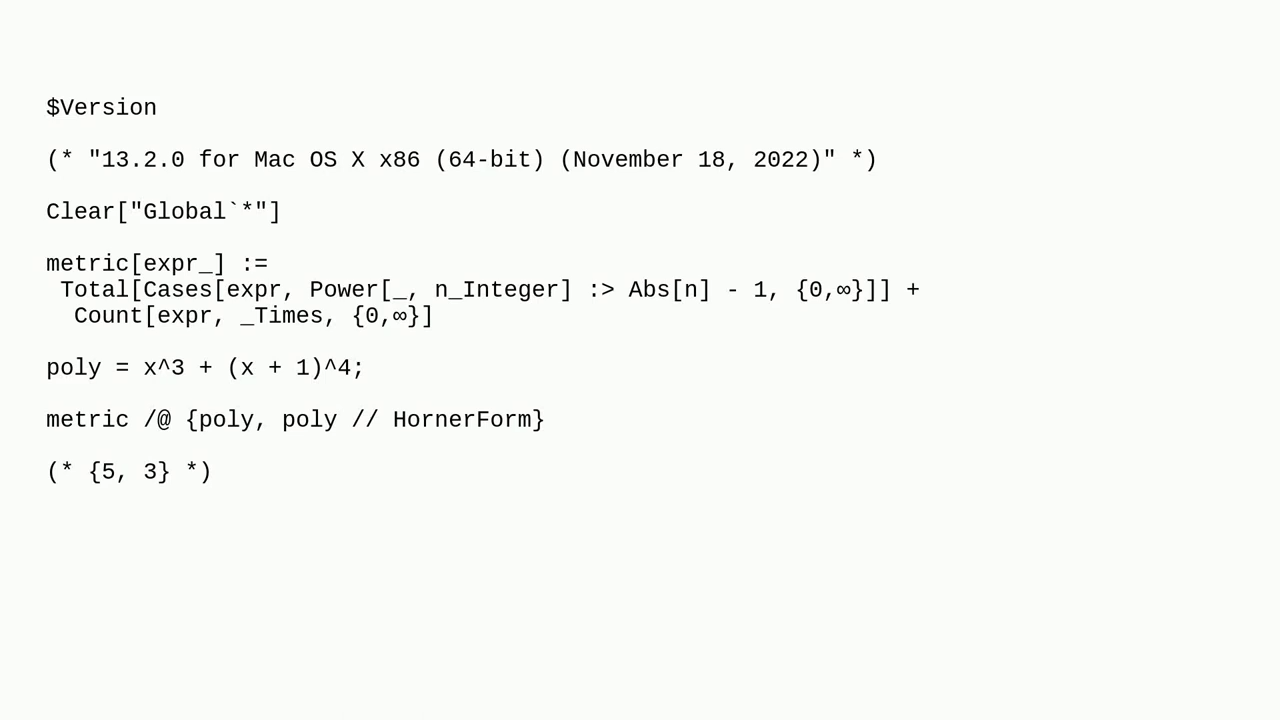 $Version
(* "13.2.0 for Mac OS X x86 (64-bit) (November 18, 2022)" *)
Clear["Global`*"]
metric[expr_] :=
Total[Cases[expr, Power[_, n_Integer] :> Abs[n] - 1, {0,∞}]] +
Count[expr, _Times, {0,∞}]
poly = x^3 + (x + 1)^4;
metric /@ {poly, poly // HornerForm}
(* {5, 3} *)